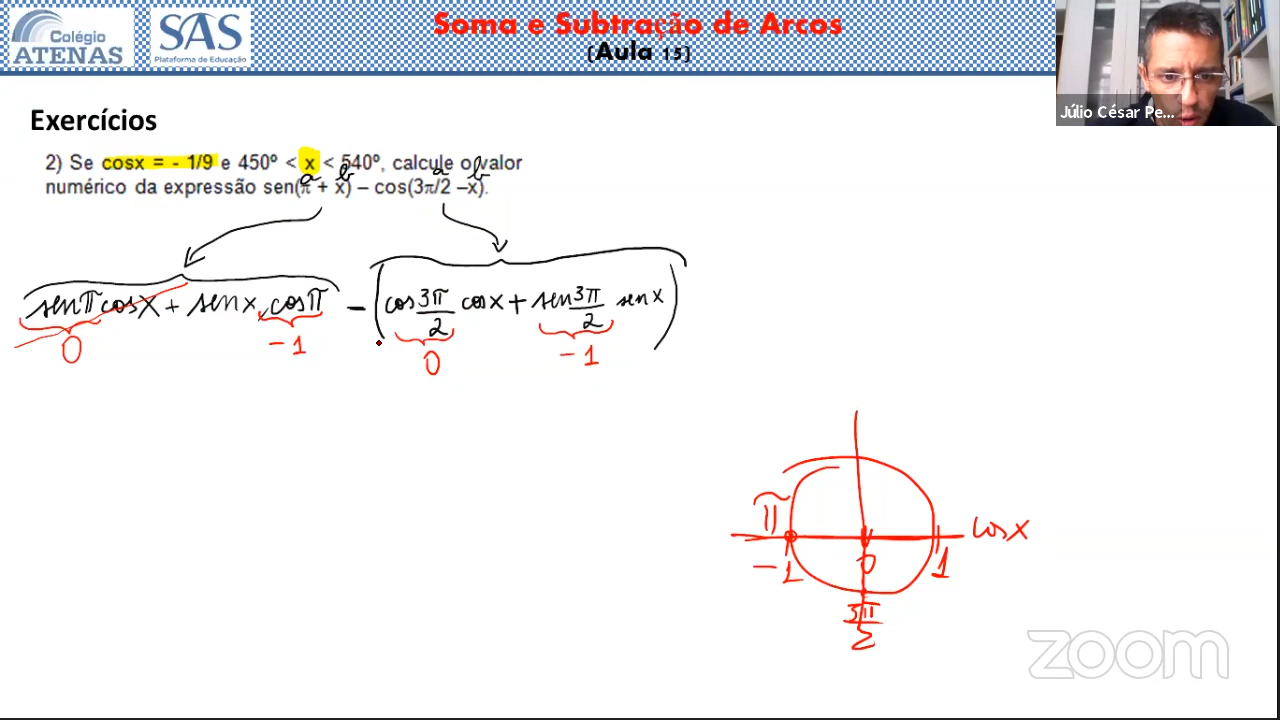 Colégio
ATENAS
SAS
Plataforma de Educação
Soma e Subtração de Arcos
(Aula 15)
Júlio César Pe...
Exercícios
2) Se cosx = - 1/9 e 450º < x < 540º, calcule o valor
a b a b
numérico da expressão sen(π + x) – cos(3π/2 –x).
senπ cosx + senx.cosπ – (cos 3π/2 cosx + sen 3π/2 senx)
0 -1 0 -1
π cosx
-1 0 1
3π/2
zoom